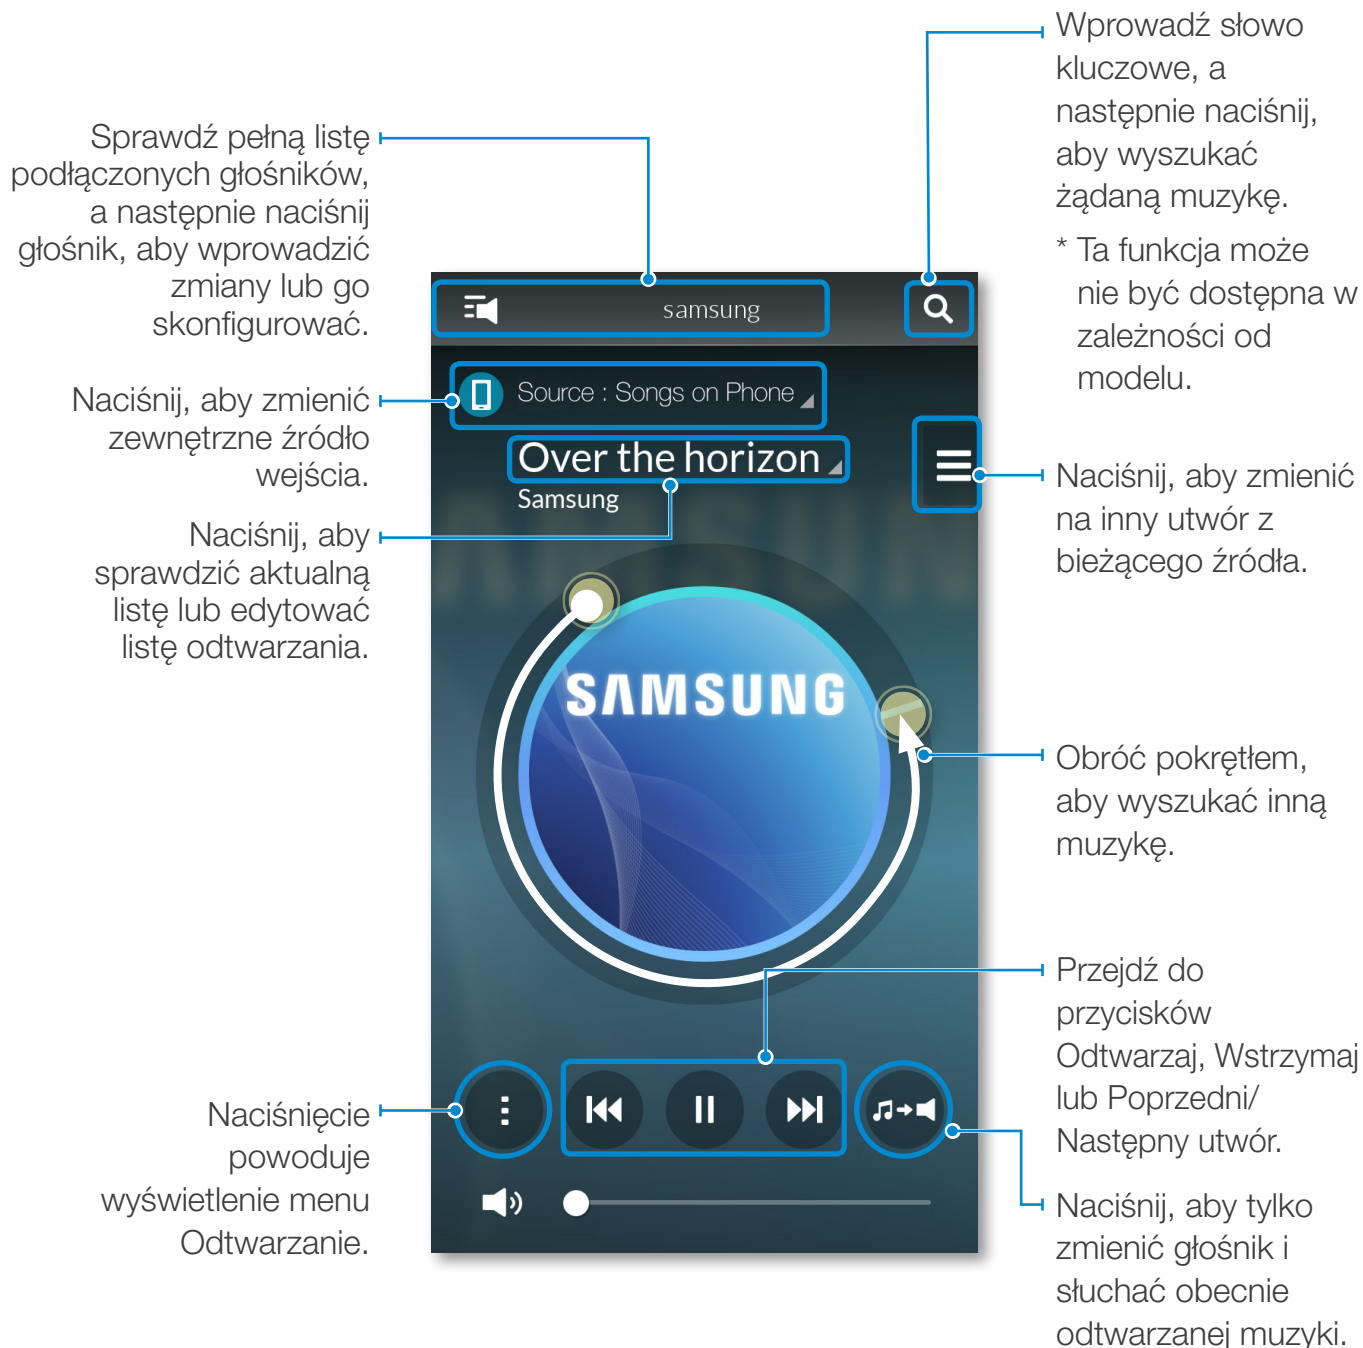 Wprowadź słowo
kluczowe, a
następnie naciśnij,
aby wyszukać
żądaną muzykę.
* Ta funkcja może
nie być dostępna w
zależności od
modelu.
Sprawdź pełną listę
podłączonych głośników,
a następnie naciśnij
głośnik, aby wprowadzić
zmiany lub go
skonfigurować.
Naciśnij, aby zmienić
zewnętrzne źródło
wejścia.
Naciśnij, aby
sprawdzić aktualną
listę lub edytować
listę odtwarzania.
Naciśnięcie
powoduje
wyświetlenie menu
Odtwarzanie.
samsung
Source : Songs on Phone
Over the horizon
Samsung
SAMSUNG
SAMSUNG
Naciśnij, aby zmienić
na inny utwór z
bieżącego źródła.
Obróć pokrętłem,
aby wyszukać inną
muzykę.
Przejdź do
przycisków
Odtwarzaj, Wstrzymaj
lub Poprzedni/
Następny utwór.
Naciśnij, aby tylko
zmienić głośnik i
słuchać obecnie
odtwarzanej muzyki.